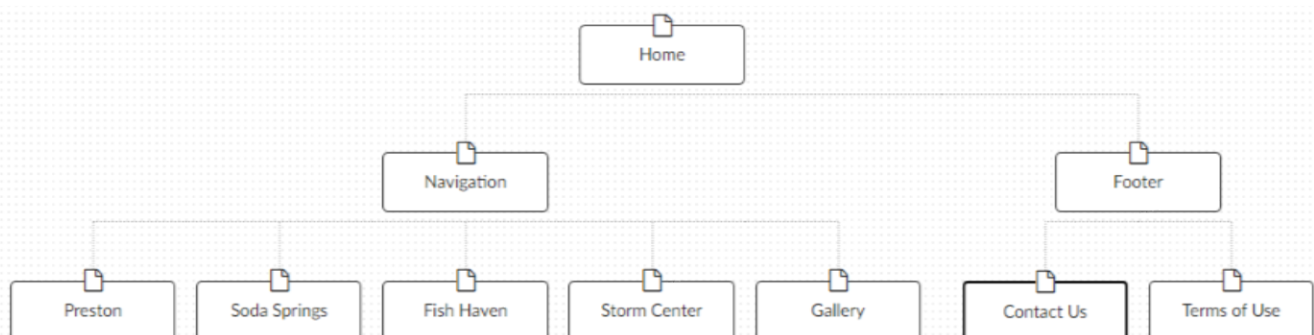 Home
Navigation
Footer
Preston
Soda Springs
Fish Haven
Storm Center
Gallery
Contact Us
Terms of Use